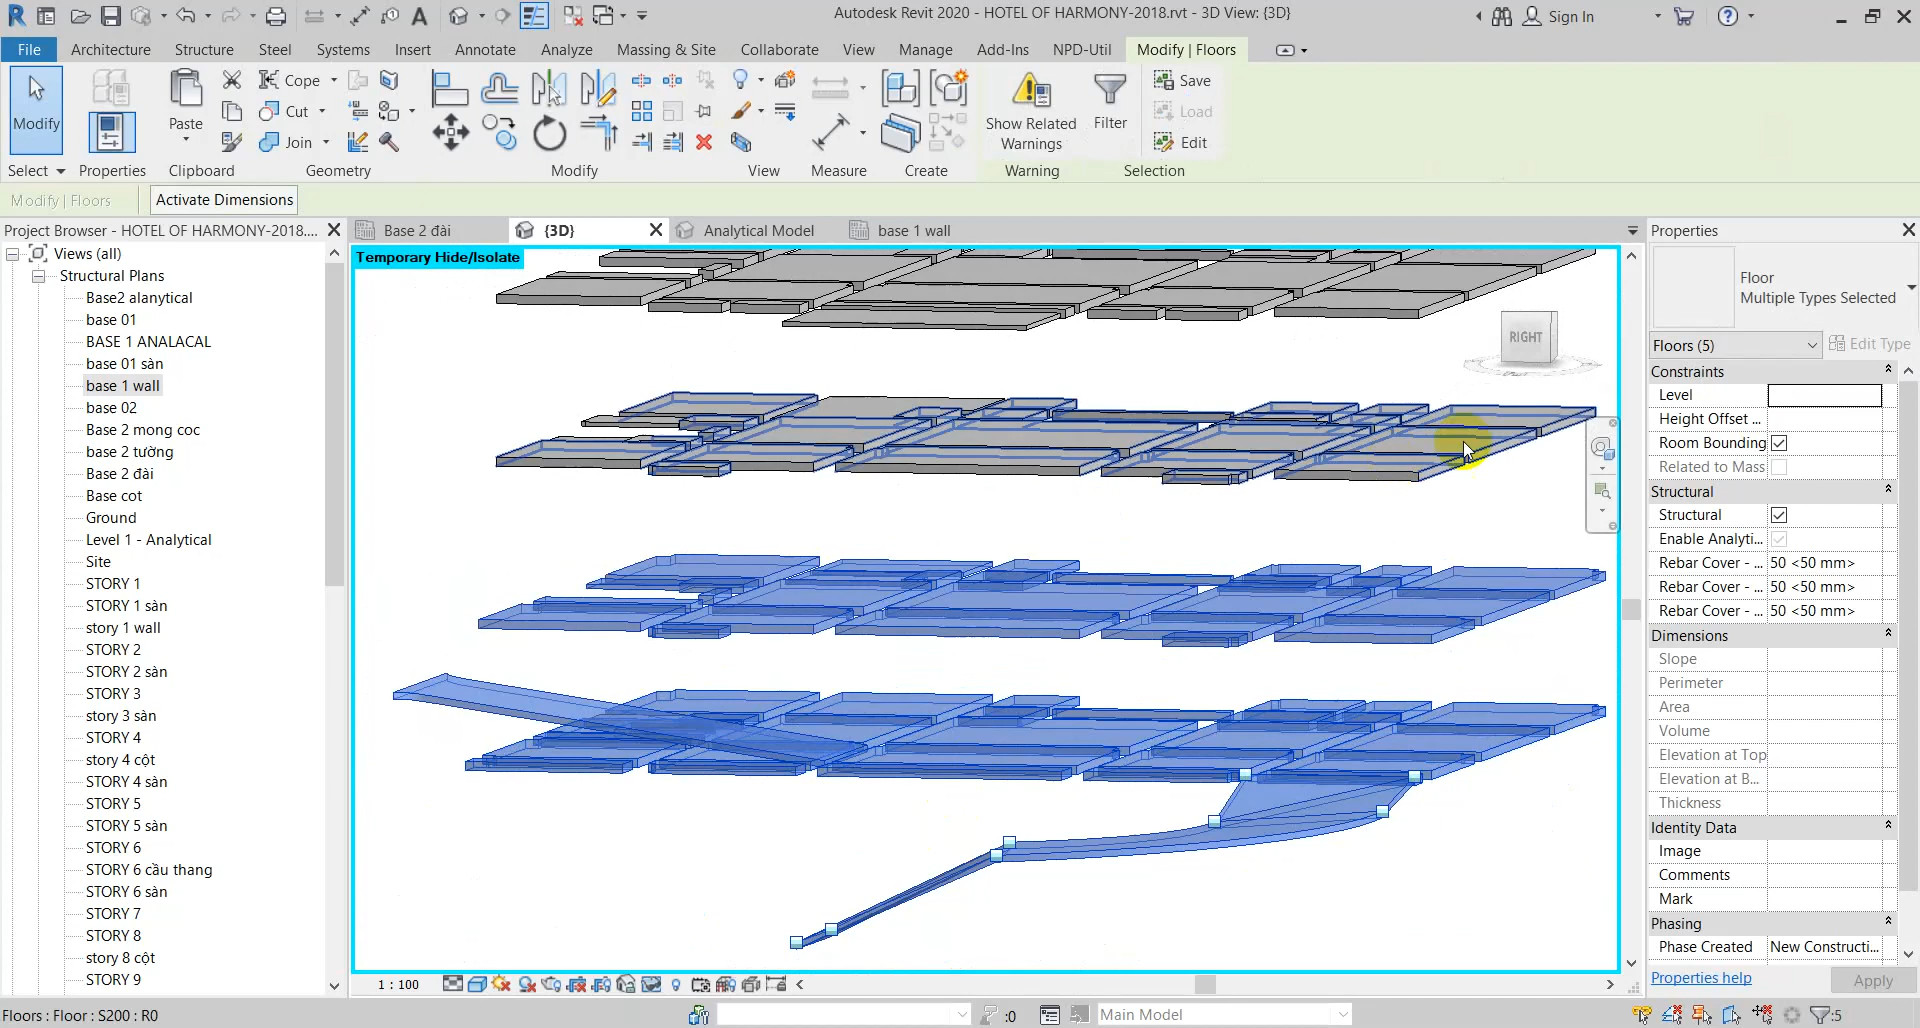 Autodesk Revit 2020 - HOTEL OF HARMONY-2018.rvt - 3D View: {3D}
Sign In
File Architecture Structure Steel Systems Insert Annotate Analyze Massing & Site Collaborate View Manage Add-Ins NPD-Util Modify | Floors
Modify
Select
Properties
Paste
Clipboard
Cope
Cut
Join
Geometry
Modify
View
Measure
Create
Show Related
Warnings
Warning
Filter
Save
Load
Edit
Selection
Modify | Floors
Activate Dimensions
Project Browser - HOTEL OF HARMONY-2018....
Views (all)
Structural Plans
Base2 alanytical
base 01
BASE 1 ANALACAL
base 01 sàn
base 1 wall
base 02
Base 2 mong coc
base 2 tường
Base 2 đài
Base cot
Ground
Level 1 - Analytical
Site
STORY 1
STORY 1 sàn
story 1 wall
STORY 2
STORY 2 sàn
STORY 3
story 3 sàn
STORY 4
story 4 cột
STORY 4 sàn
STORY 5
STORY 5 sàn
STORY 6
STORY 6 cầu thang
STORY 6 sàn
STORY 7
STORY 8
story 8 cột
STORY 9
Base 2 đài
{3D}
Analytical Model
base 1 wall
Temporary Hide/Isolate
RIGHT
1 : 100
Properties
Floor
Multiple Types Selected
Floors (5)
Edit Type
Constraints
Level
Height Offset ...
Room Bounding
Related to Mass
Structural
Structural
Enable Analyti...
Rebar Cover - ... 50 <50 mm>
Rebar Cover - ... 50 <50 mm>
Rebar Cover - ... 50 <50 mm>
Dimensions
Slope
Perimeter
Area
Volume
Elevation at Top
Elevation at B...
Thickness
Identity Data
Image
Comments
Mark
Phasing
Phase Created New Constructi...
Properties help
Apply
Floors : Floor : S200 : R0
:0
Main Model
:5